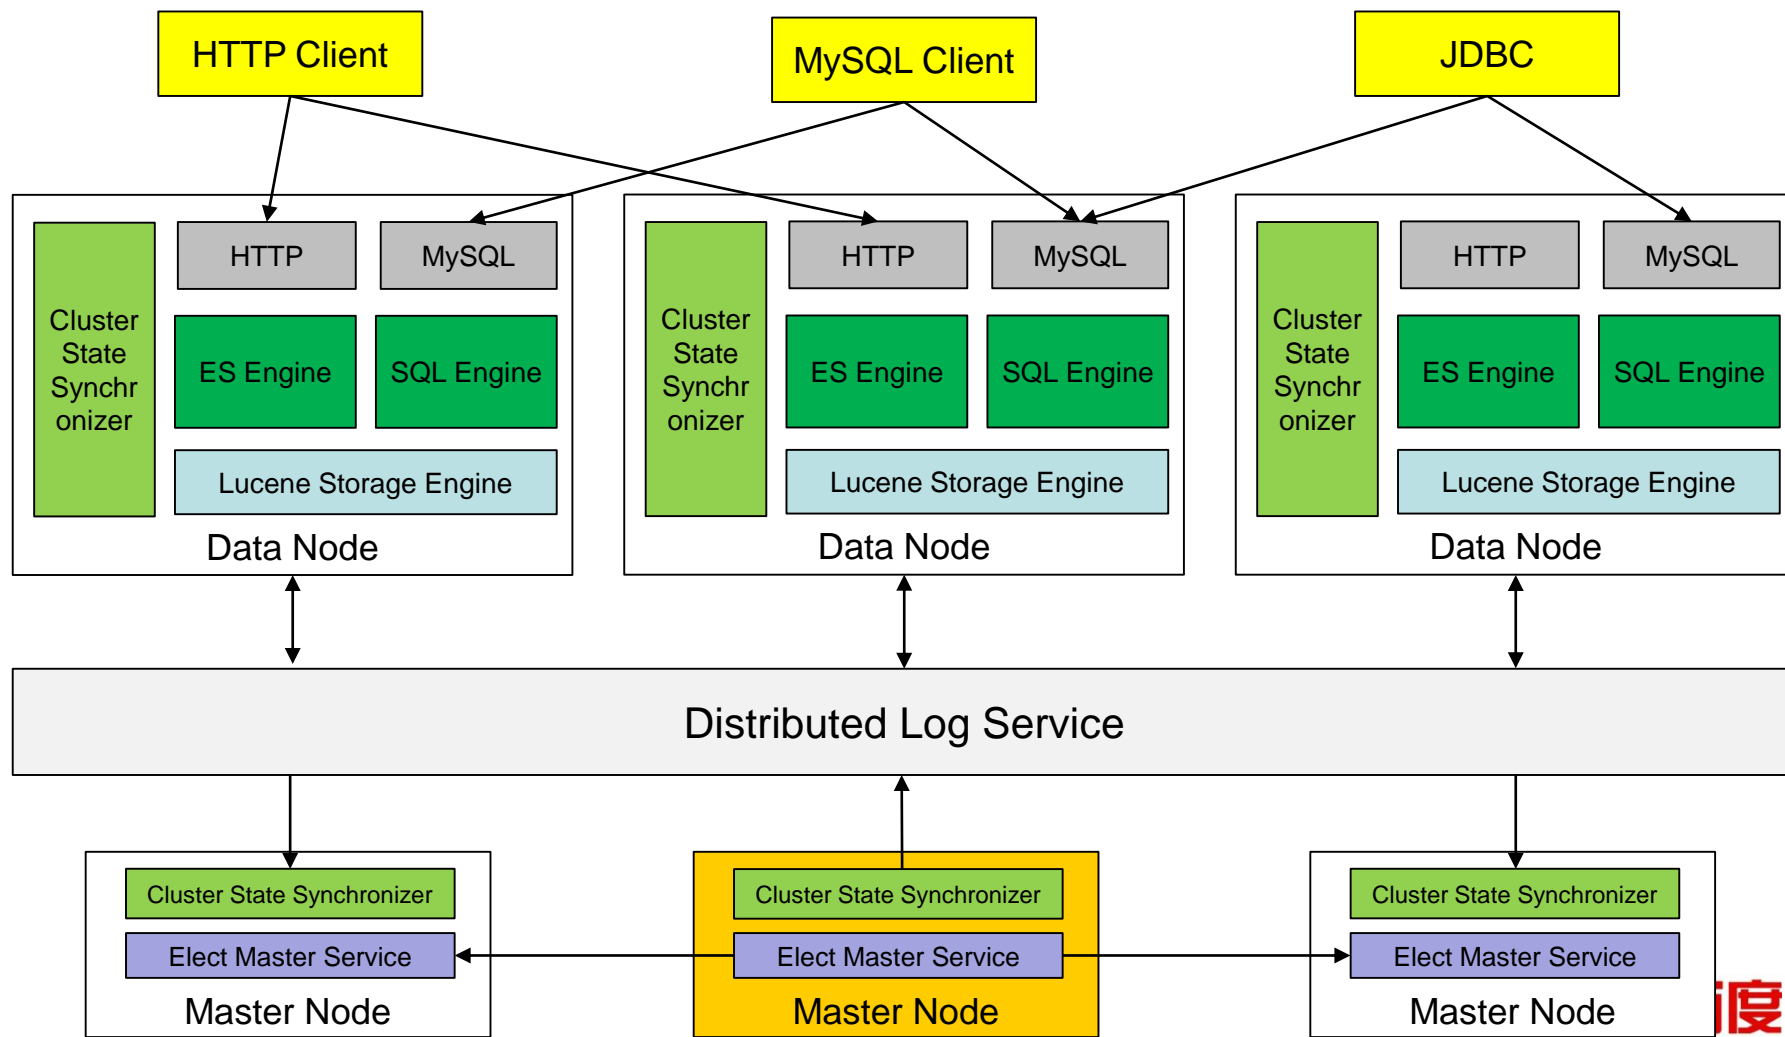 HTTP Client
MySQL Client
JDBC
HTTP
MySQL
Cluster
State
Synchr
onizer
ES Engine
SQL Engine
Lucene Storage Engine
Data Node
HTTP
MySQL
Cluster
State
Synchr
onizer
ES Engine
SQL Engine
Lucene Storage Engine
Data Node
HTTP
MySQL
Cluster
State
Synchr
onizer
ES Engine
SQL Engine
Lucene Storage Engine
Data Node
Distributed Log Service
Cluster State Synchronizer
Elect Master Service
Master Node
Cluster State Synchronizer
Elect Master Service
Master Node
Cluster State Synchronizer
Elect Master Service
Master Node
度